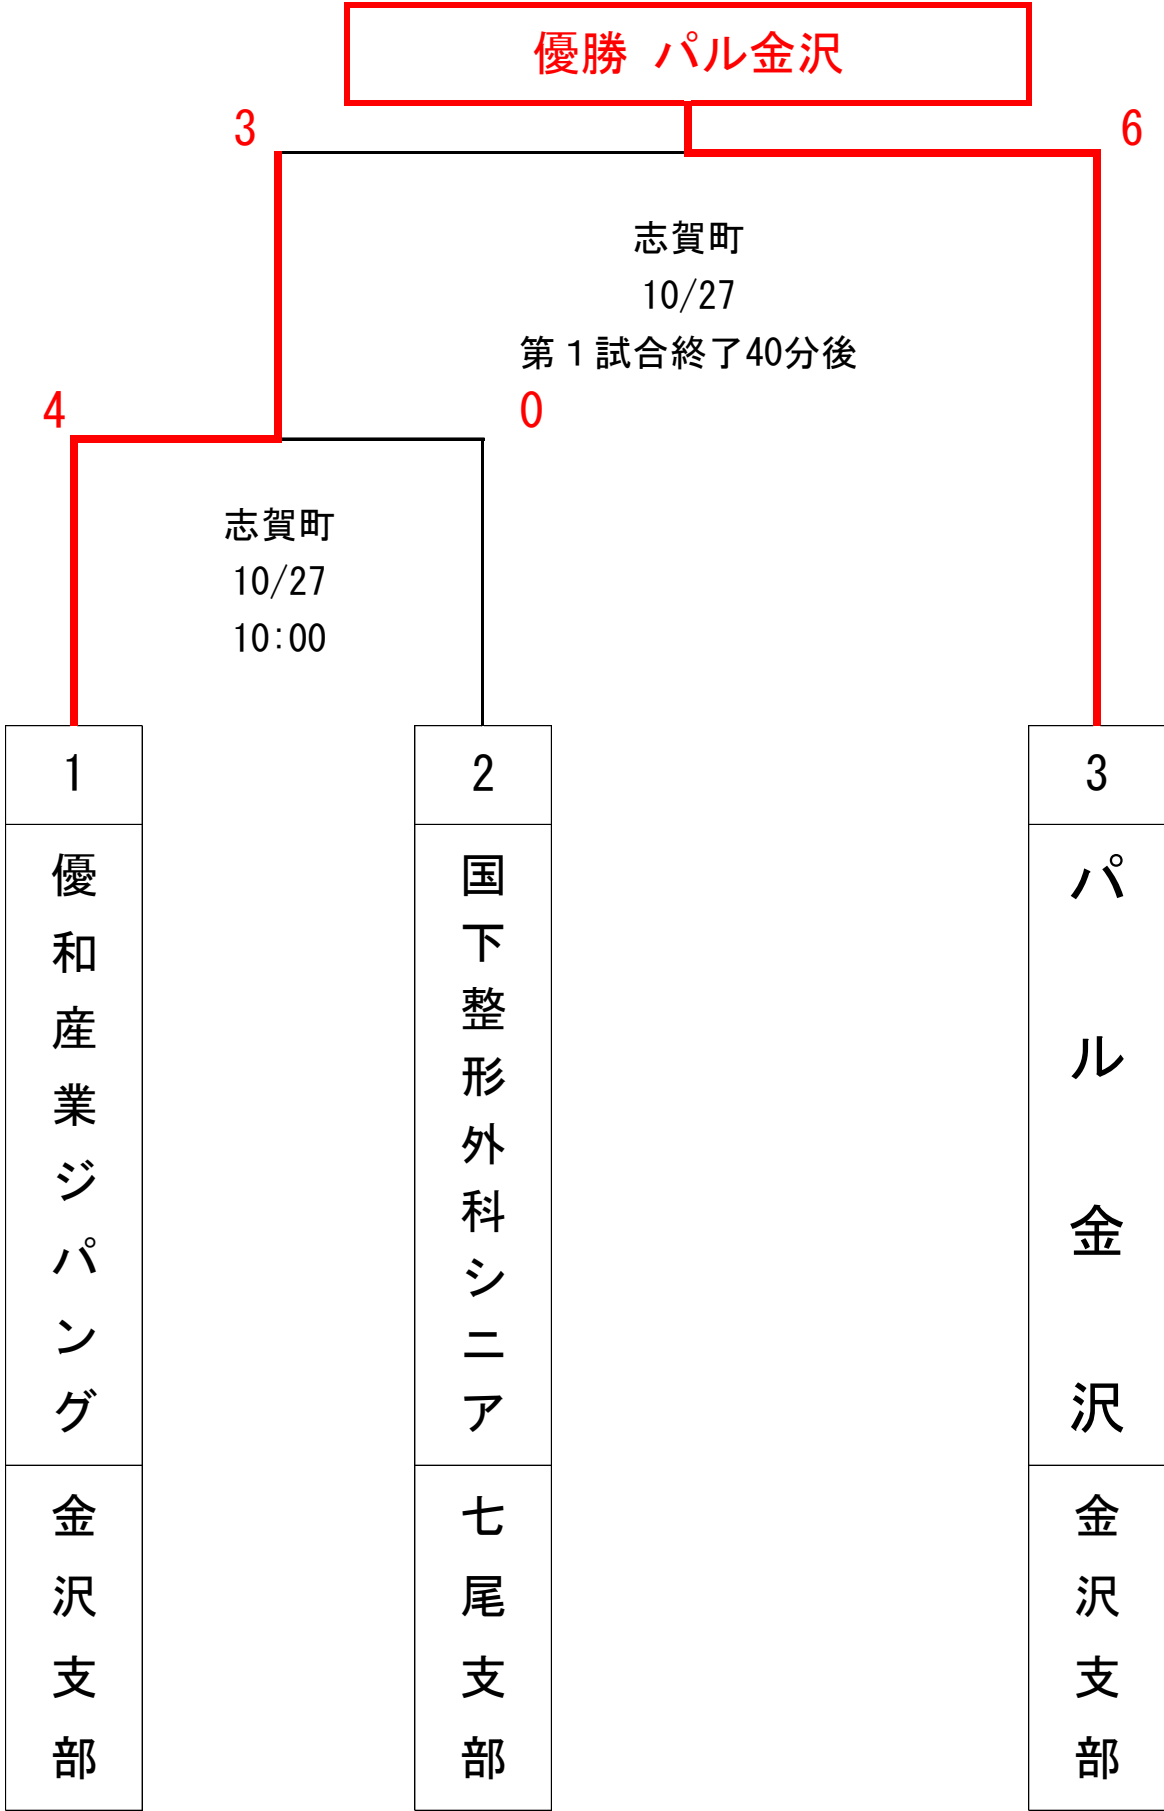 優勝 パル金沢
3
6
志賀町
10/27
第１試合終了40分後
4
0
志賀町
10/27
10:00
1
2
3
優和産業ジパング
国下整形外科シニア
パル金沢
金沢支部
七尾支部
金沢支部